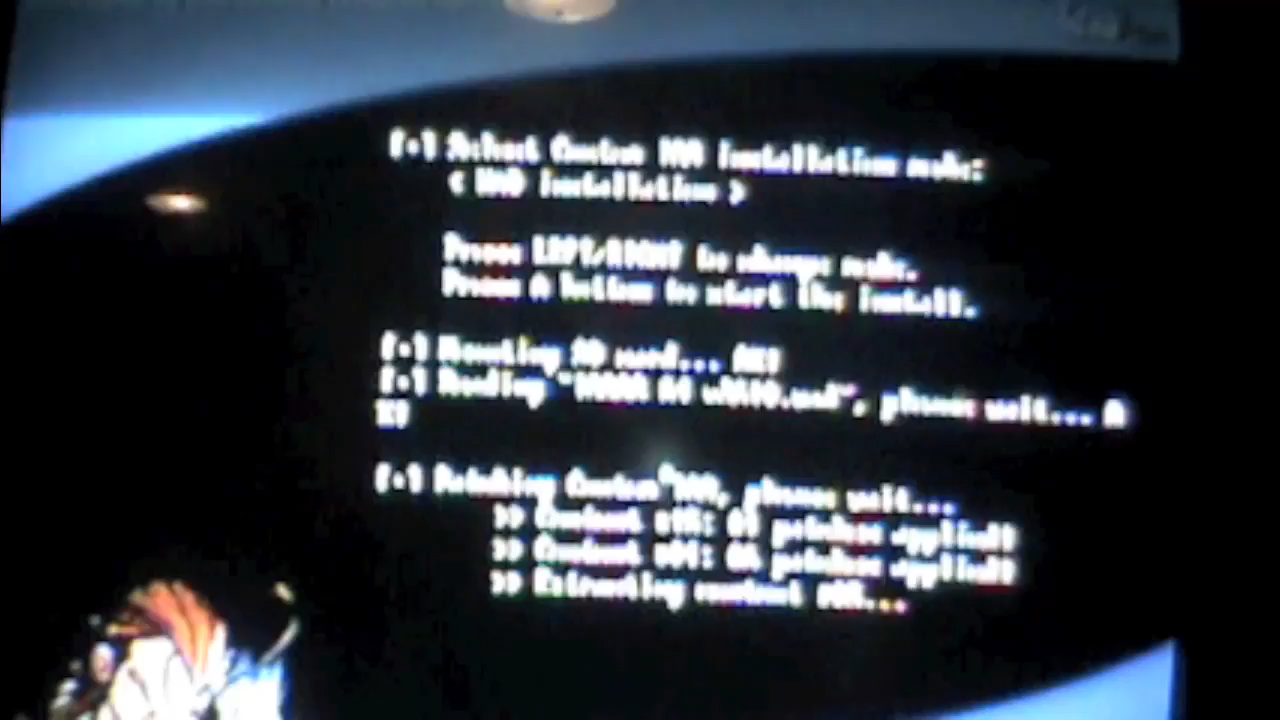 [+] Select Custom IOS installation mode:
< WAD Installation >
Press LEFT/RIGHT to change mode.
Press A button to start the install.
[+] Mounting SD card... OK!
[+] Reading " ", please wait... O
K!
[+] Patching Custom IOS, please wait...
>> Content patches applied!
>> Content patches applied!
>> Extracting content